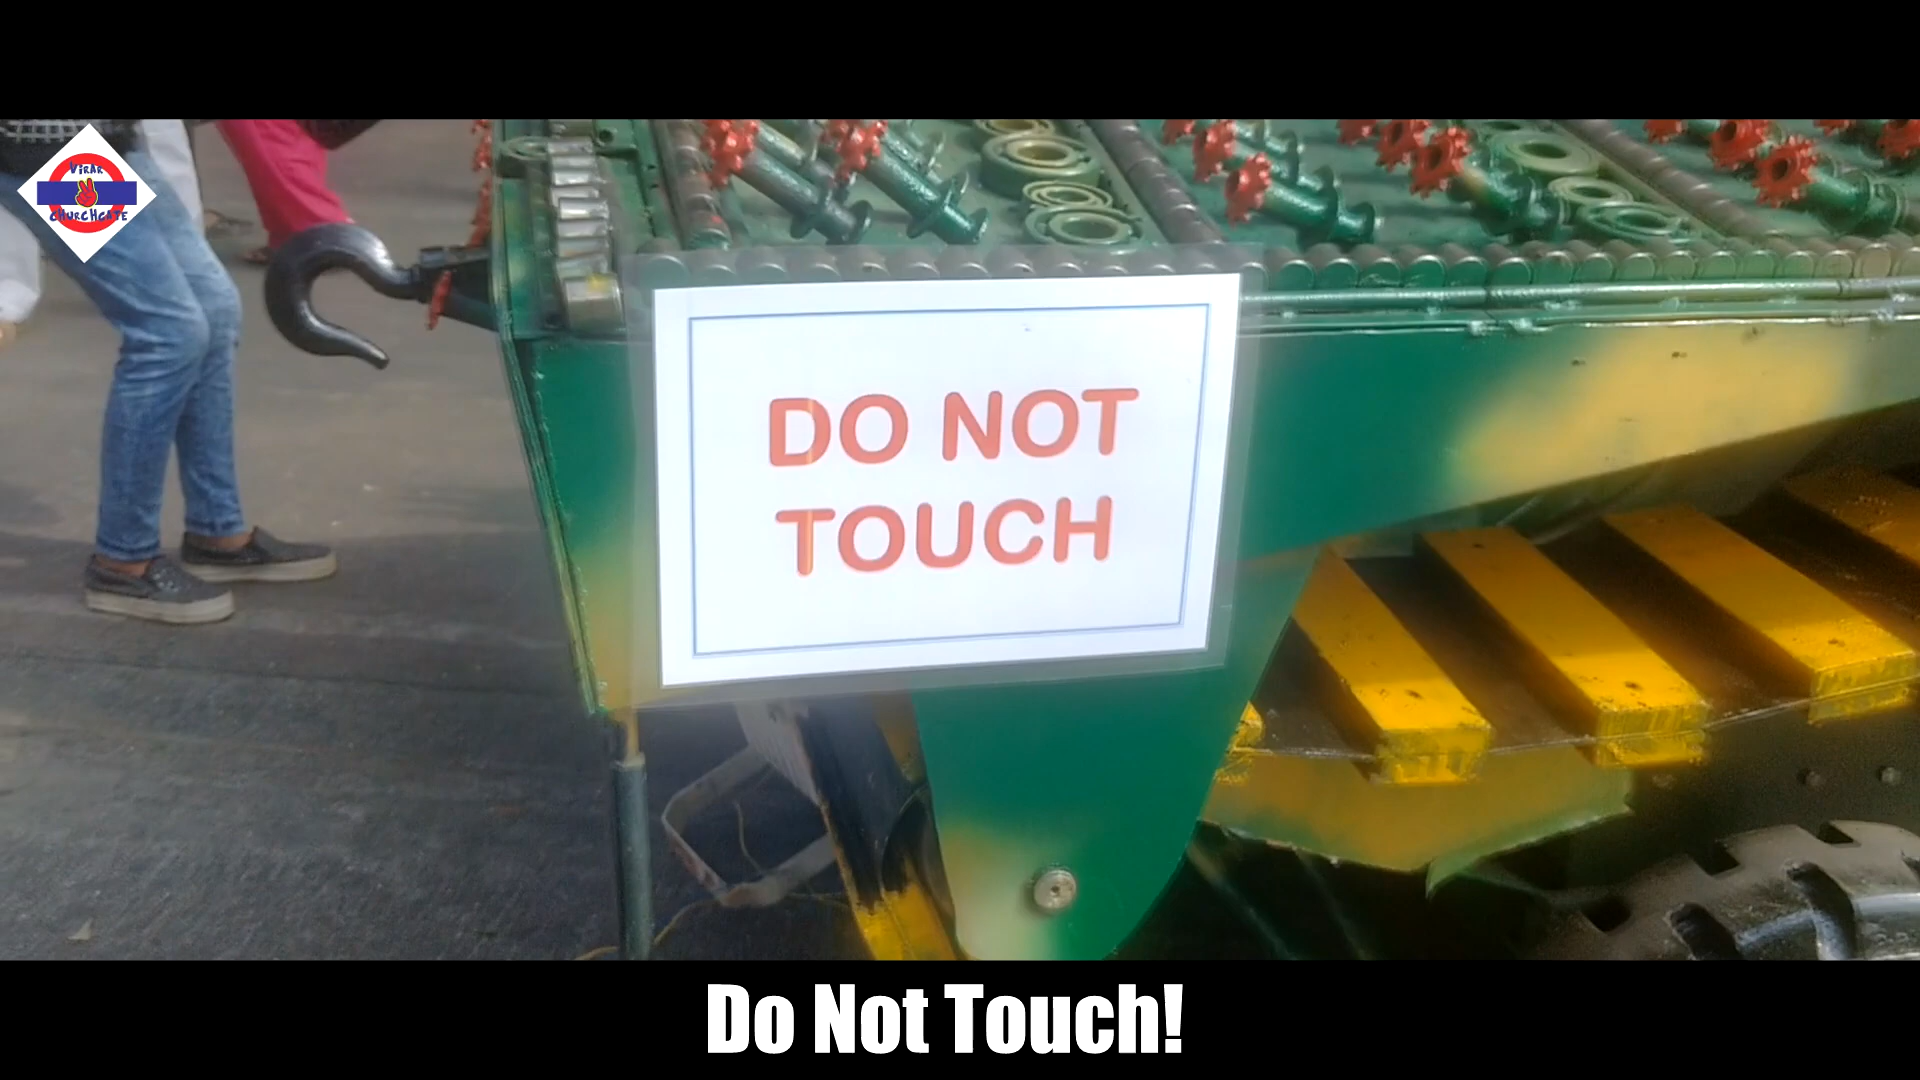 VIRAR
CHURCHGATE
DO NOT
TOUCH
Do Not Touch!